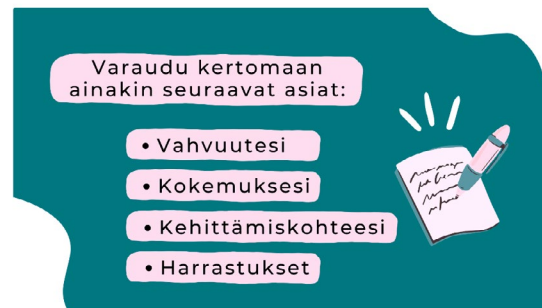 Varaudu kertomaan
ainakin seuraavat asiat:
• Vahvuutesi
• Kokemuksesi
• Kehittämiskohteesi
• Harrastukset